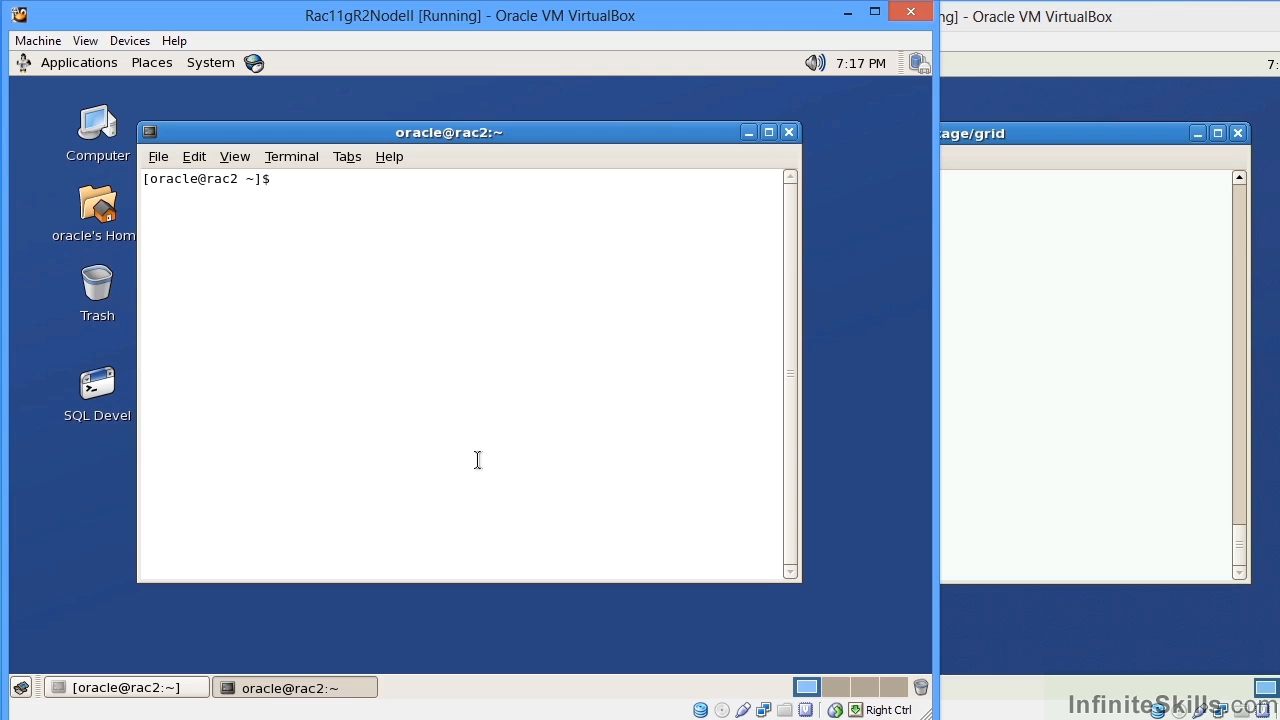 Rac11gR2NodeII [Running] - Oracle VM VirtualBox
ng] - Oracle VM VirtualBox
Machine View Devices Help
Applications Places System
7:17 PM
7:
Computer
oracle's Hom
Trash
SQL Devel
oracle@rac2:~
tage/grid
File Edit View Terminal Tabs Help
[oracle@rac2 ~]$
[oracle@rac2:~]
oracle@rac2:~
Right Ctrl
InfiniteSkills.com